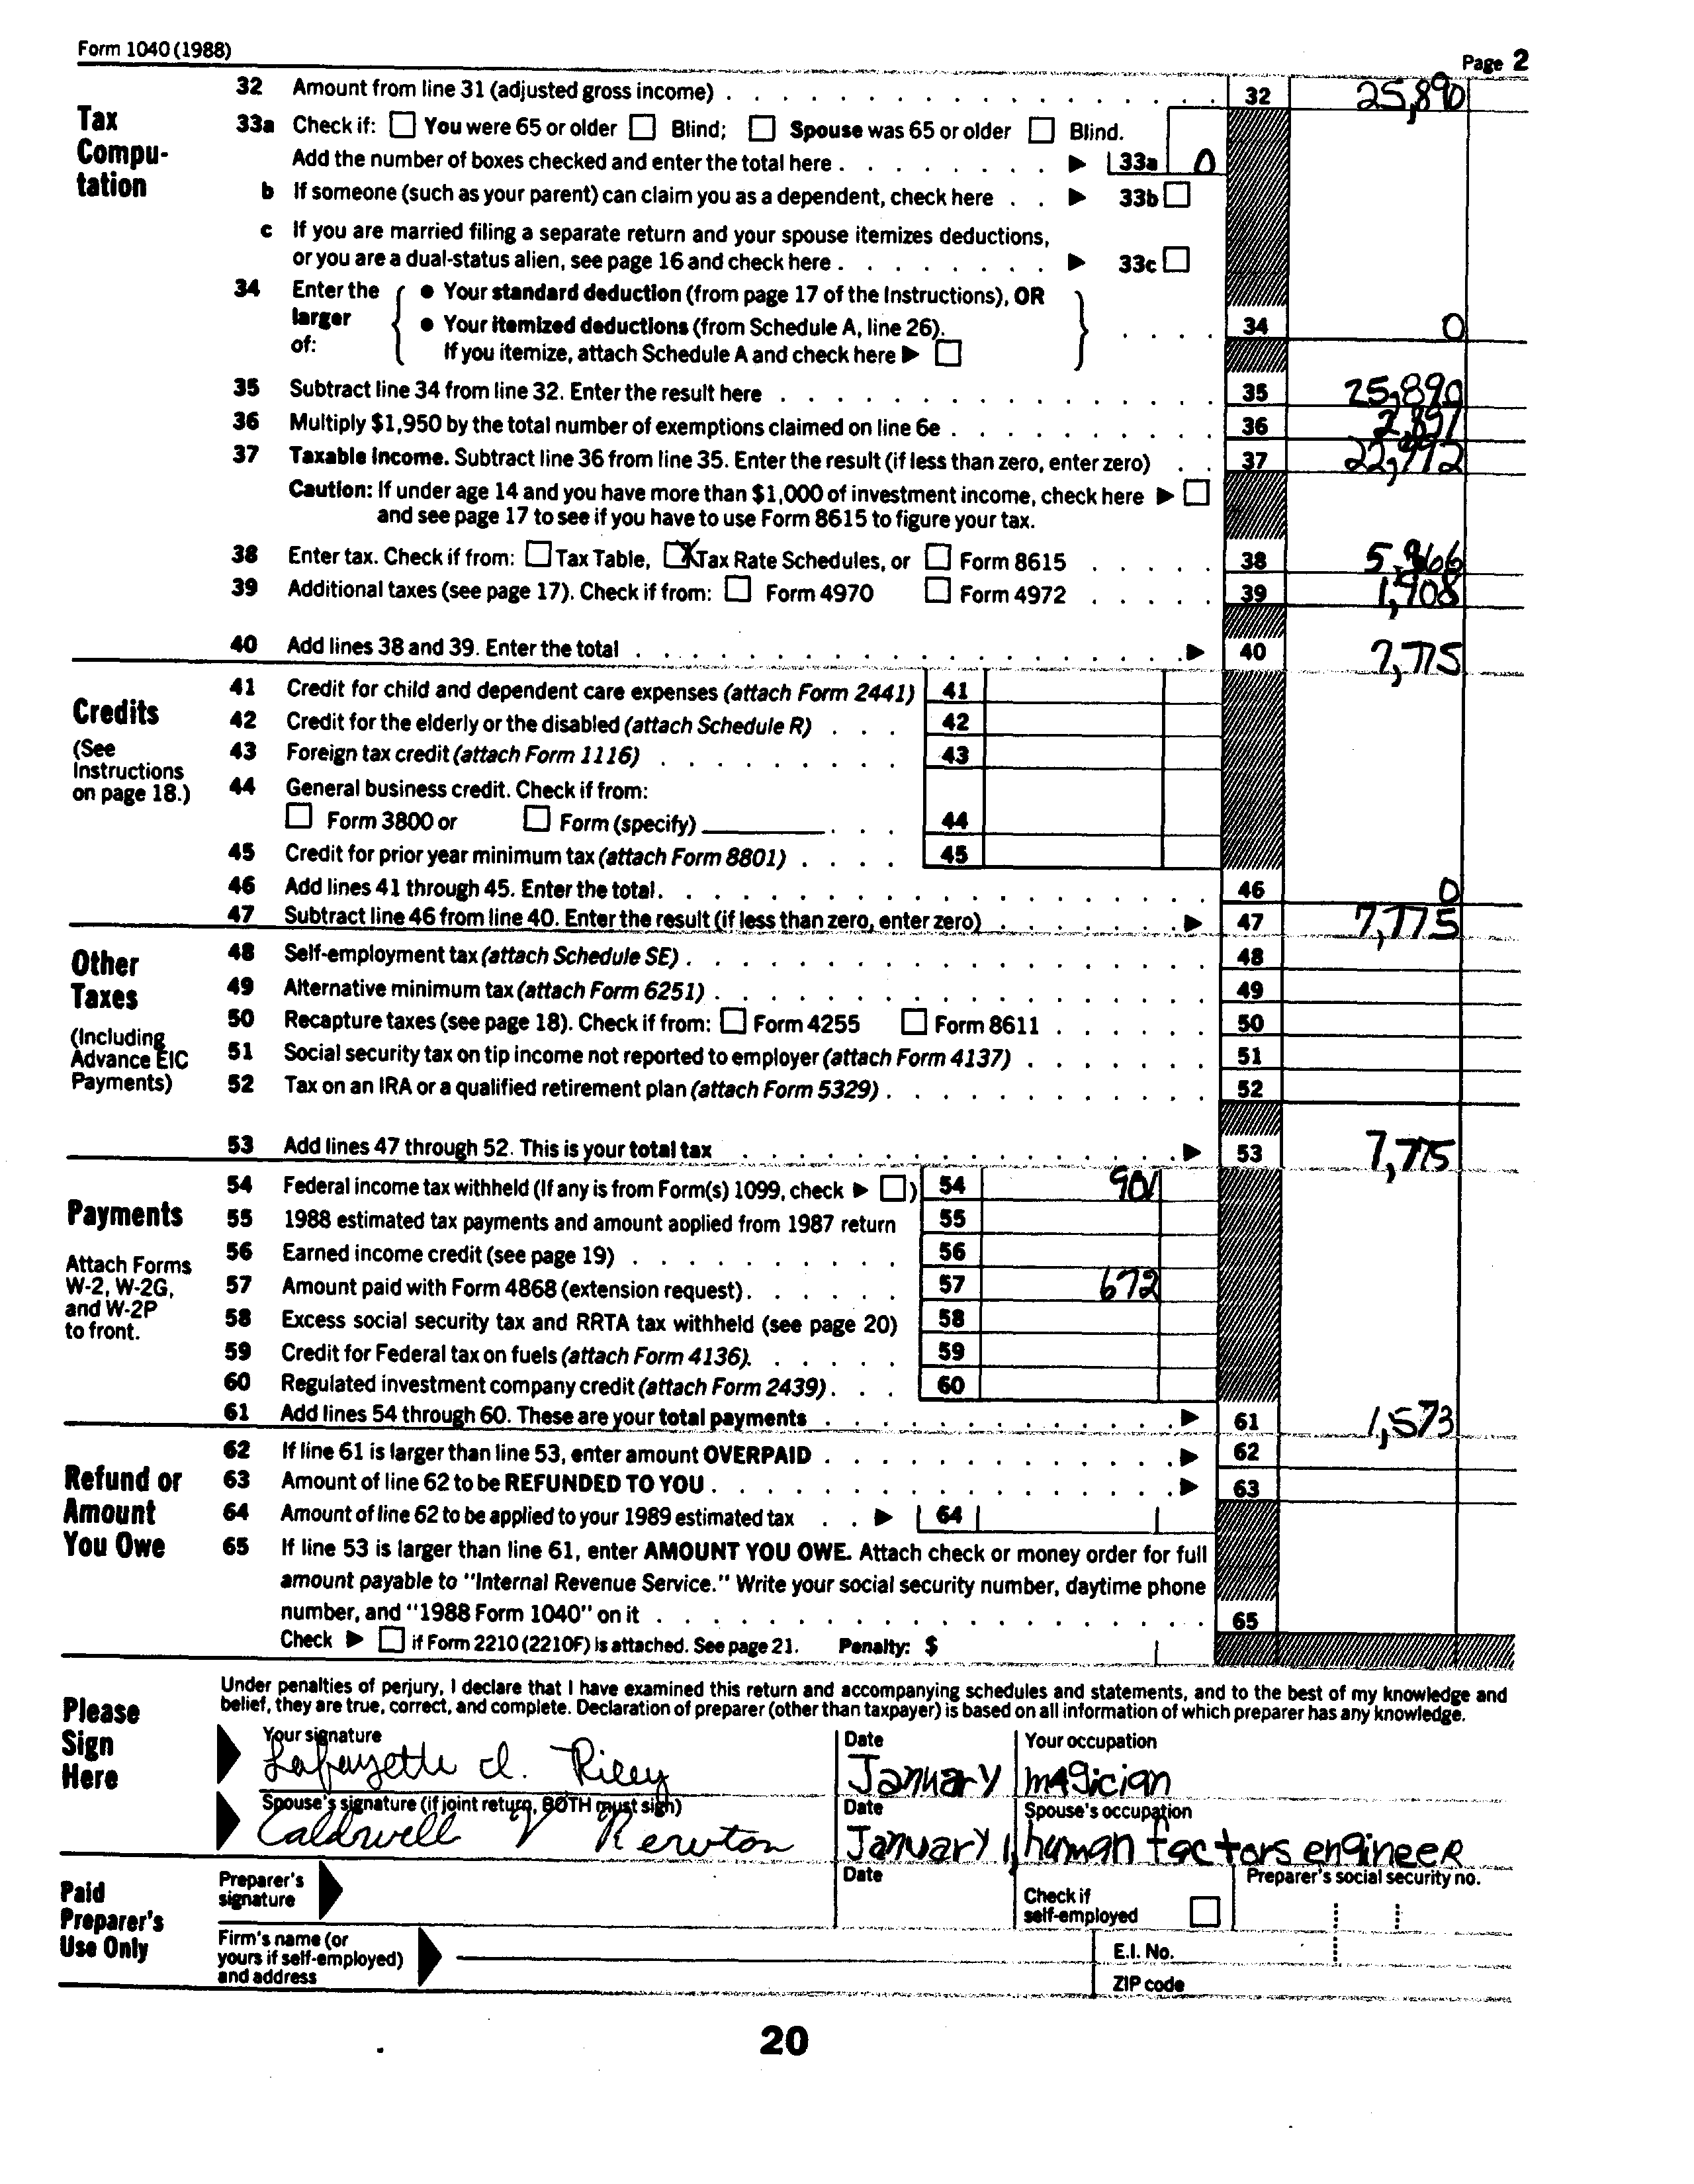 Form 1040 (1988) Page 2
Tax Compu- tation
32 Amount from line 31 (adjusted gross income) . . . . 32 25,890
33a Check if: You were 65 or older Blind; Spouse was 65 or older Blind.
Add the number of boxes checked and enter the total here . . . . ▶ 33a 0
b If someone (such as your parent) can claim you as a dependent, check here . . ▶ 33b
c If you are married filing a separate return and your spouse itemizes deductions,
or you are a dual-status alien, see page 16 and check here . . . . ▶ 33c
34 Enter the larger of: { ● Your standard deduction (from page 17 of the Instructions), OR
● Your itemized deductions (from Schedule A, line 26).
If you itemize, attach Schedule A and check here ▶ } . . . . 34 0
35 Subtract line 34 from line 32. Enter the result here . . . . 35 25,890
36 Multiply $1,950 by the total number of exemptions claimed on line 6e . . . . 36 2,897
37 Taxable income. Subtract line 36 from line 35. Enter the result (if less than zero, enter zero) . . 37
Caution: If under age 14 and you have more than $1,000 of investment income, check here ▶
and see page 17 to see if you have to use Form 8615 to figure your tax.
38 Enter tax. Check if from: Tax Table, X Tax Rate Schedules, or Form 8615 . . . . 38
39 Additional taxes (see page 17). Check if from: Form 4970 Form 4972 . . . . 39 1,908
40 Add lines 38 and 39. Enter the total . . . . ▶ 40 7,775
Credits
(See Instructions on page 18.)
41 Credit for child and dependent care expenses (attach Form 2441) 41
42 Credit for the elderly or the disabled (attach Schedule R) . . . 42
43 Foreign tax credit (attach Form 1116) . . . . 43
44 General business credit. Check if from:
Form 3800 or Form (specify) . . . 44
45 Credit for prior year minimum tax (attach Form 8801) . . . . 45
46 Add lines 41 through 45. Enter the total. . . . 46 0
47 Subtract line 46 from line 40. Enter the result (if less than zero, enter zero) . . . . ▶ 47 7,775
Other Taxes
(Including Advance EIC Payments)
48 Self-employment tax (attach Schedule SE) . . . . 48
49 Alternative minimum tax (attach Form 6251) . . . . 49
50 Recapture taxes (see page 18). Check if from: Form 4255 Form 8611 . . . . 50
51 Social security tax on tip income not reported to employer (attach Form 4137) . . . . 51
52 Tax on an IRA or a qualified retirement plan (attach Form 5329) . . . . 52
53 Add lines 47 through 52. This is your total tax . . . . ▶ 53 7,775
Payments
Attach Forms W-2, W-2G, and W-2P to front.
54 Federal income tax withheld (If any is from Form(s) 1099, check ▶ ) 54 901
55 1988 estimated tax payments and amount applied from 1987 return 55
56 Earned income credit (see page 19) . . . . 56
57 Amount paid with Form 4868 (extension request) . . . . 57 672
58 Excess social security tax and RRTA tax withheld (see page 20) 58
59 Credit for Federal tax on fuels (attach Form 4136). . . . 59
60 Regulated investment company credit (attach Form 2439) . . . 60
61 Add lines 54 through 60. These are your total payments . . . . ▶ 61 1,573
Refund or Amount You Owe
62 If line 61 is larger than line 53, enter amount OVERPAID . . . . ▶ 62
63 Amount of line 62 to be REFUNDED TO YOU . . . . ▶ 63
64 Amount of line 62 to be applied to your 1989 estimated tax . . ▶ 64
65 If line 53 is larger than line 61, enter AMOUNT YOU OWE. Attach check or money order for full
amount payable to "Internal Revenue Service." Write your social security number, daytime phone
number, and "1988 Form 1040" on it . . . . 65
Check ▶ if Form 2210 (2210F) is attached. See page 21. Penalty: $
Please Sign Here
Under penalties of perjury, I declare that I have examined this return and accompanying schedules and statements, and to the best of my knowledge and
belief, they are true, correct, and complete. Declaration of preparer (other than taxpayer) is based on all information of which preparer has any knowledge.
Your signature Date Your occupation
Lafayette d. Riley January magician
Spouse's signature (if joint return, BOTH must sign) Date Spouse's occupation
Caldwell V Newton January 1, human factors engineer
Paid Preparer's Use Only
Preparer's signature Date Check if self-employed Preparer's social security no.
Firm's name (or yours if self-employed) and address E.I. No.
ZIP code
20